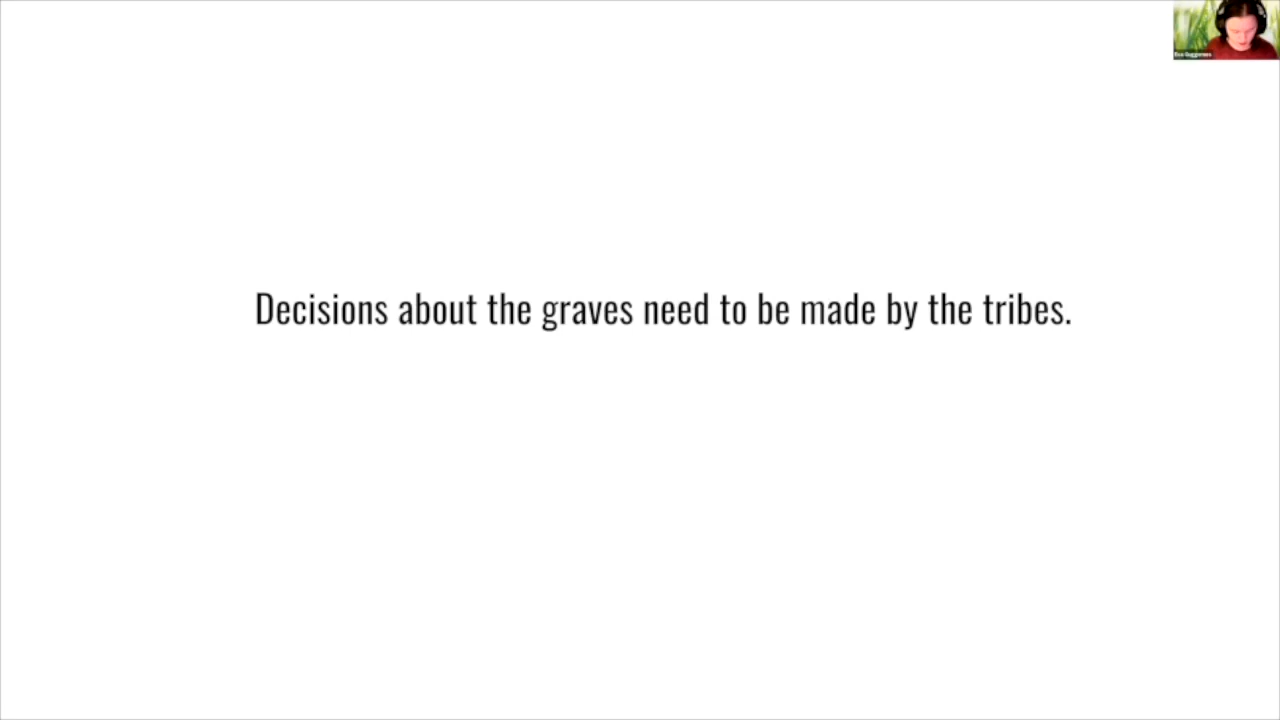 Decisions about the graves need to be made by the tribes.